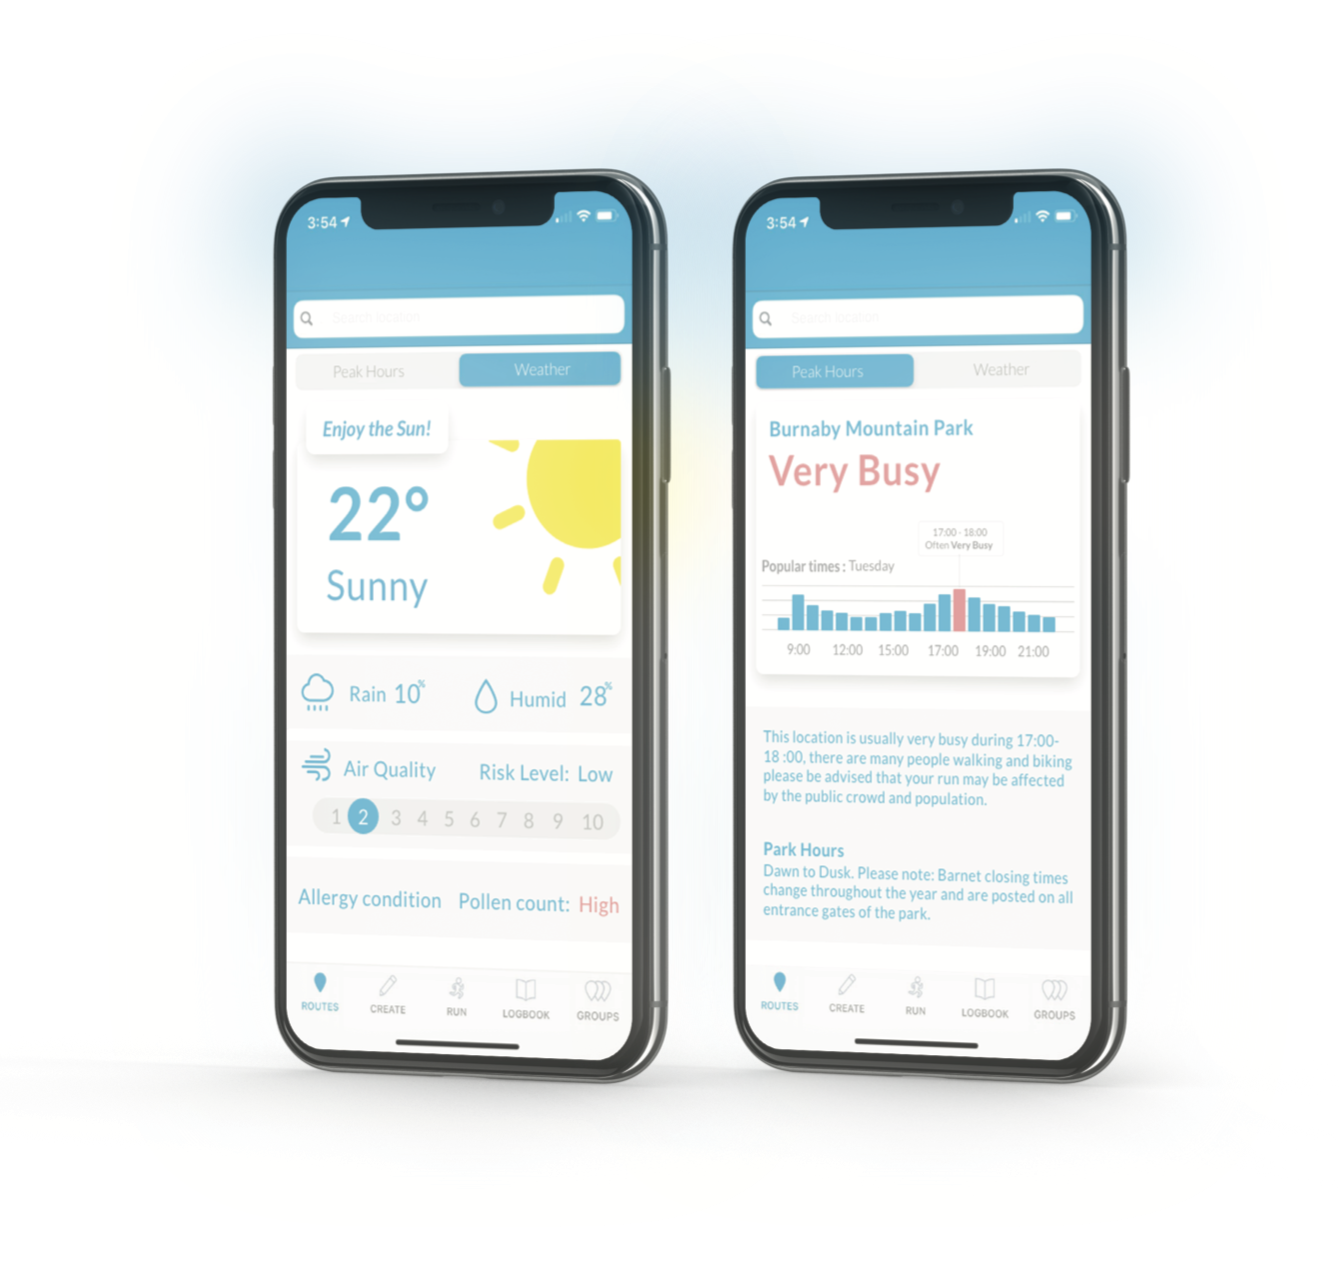 3:54
Search location
Peak Hours
Weather
Enjoy the Sun!
22°
Sunny
Rain 10%
Humid 28%
Air Quality
Risk Level: Low
1 2 3 4 5 6 7 8 9 10
Allergy condition
Pollen count: High
ROUTES
CREATE
RUN
LOGBOOK
GROUPS
3:54
Search location
Peak Hours
Weather
Burnaby Mountain Park
Very Busy
17:00 - 18:00
Often Very Busy
Popular times : Tuesday
9:00 12:00 15:00 17:00 19:00 21:00
This location is usually very busy during 17:00-
18 :00, there are many people walking and biking
please be advised that your run may be affected
by the public crowd and population.
Park Hours
Dawn to Dusk. Please note: Barnet closing times
change throughout the year and are posted on all
entrance gates of the park.
ROUTES
CREATE
RUN
LOGBOOK
GROUPS